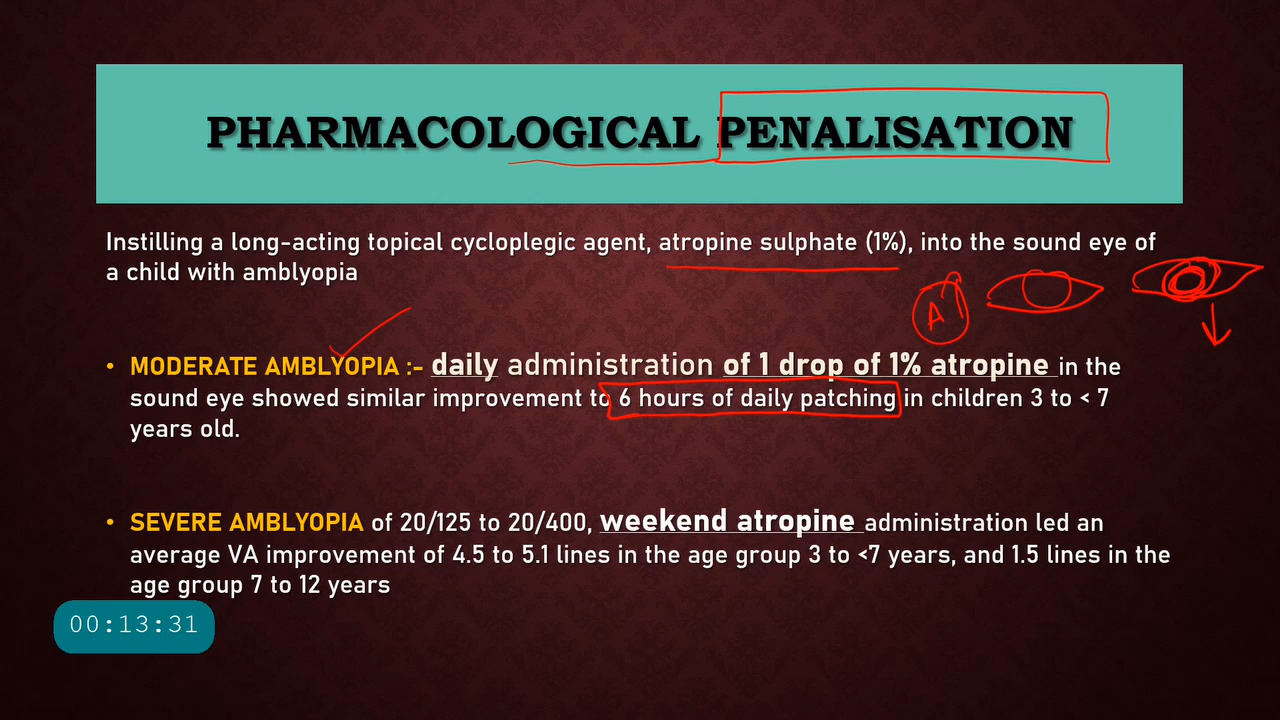 PHARMACOLOGICAL PENALISATION
Instilling a long-acting topical cycloplegic agent, atropine sulphate (1%), into the sound eye of
a child with amblyopia
A
• MODERATE AMBLYOPIA :- daily administration of 1 drop of 1% atropine in the
sound eye showed similar improvement to 6 hours of daily patching in children 3 to < 7
years old.
• SEVERE AMBLYOPIA of 20/125 to 20/400, weekend atropine administration led an
average VA improvement of 4.5 to 5.1 lines in the age group 3 to <7 years, and 1.5 lines in the
age group 7 to 12 years
00:13:31